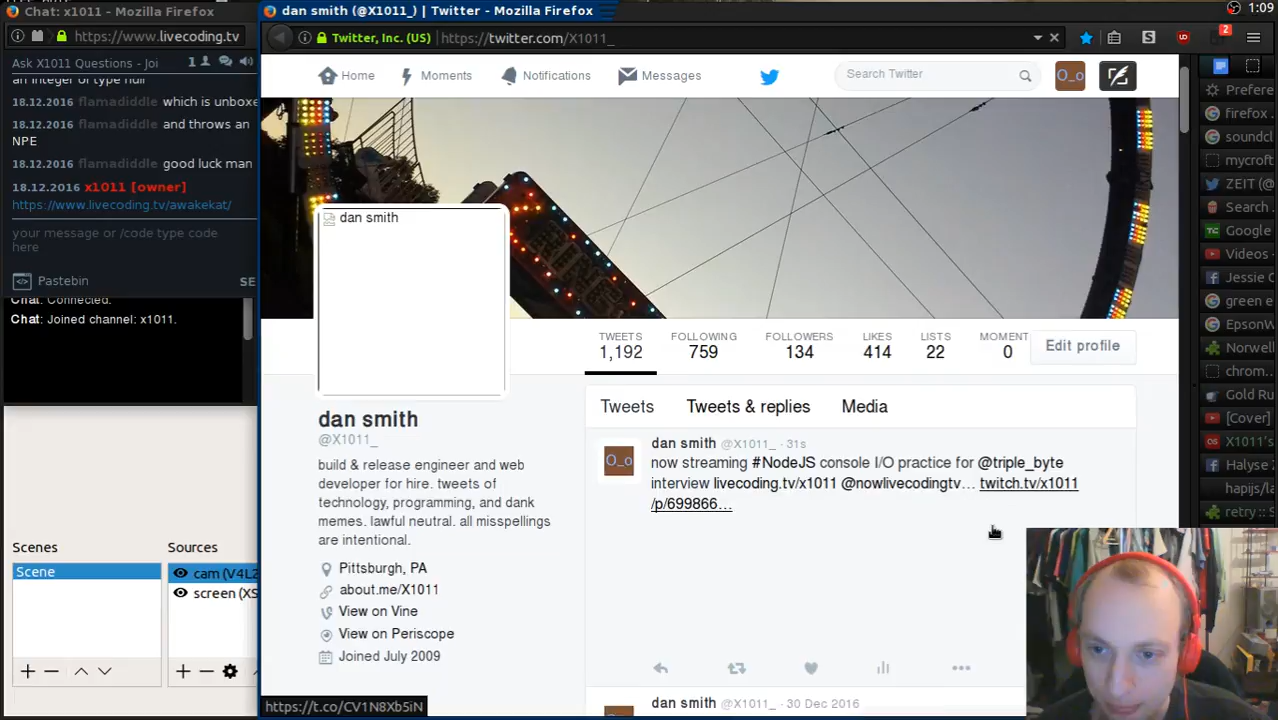 Chat: x1011 - Mozilla Firefox
https://www.livecoding.tv
Ask X1011 Questions - Joi
1
an integer of type null
18.12.2016 flamadiddle which is unboxe
18.12.2016 flamadiddle and throws an
NPE
18.12.2016 flamadiddle good luck man
18.12.2016 x1011 [owner]
https://www.livecoding.tv/awakekat/
your message or /code type code
here
Pastebin
SE
Chat: Connected.
Chat: Joined channel: x1011.
Scenes
Sources
Scene
cam (V4L2
screen (XS
dan smith (@X1011_) | Twitter - Mozilla Firefox
1:09
Twitter, Inc. (US)
https://twitter.com/X1011_
S
2
Home
Moments
Notifications
Messages
Search Twitter
O_o
dan smith
TWEETS
1,192
FOLLOWING
759
FOLLOWERS
134
LIKES
414
LISTS
22
MOMENT
0
Edit profile
dan smith
@X1011_
build & release engineer and web
developer for hire. tweets of
technology, programming, and dank
memes. lawful neutral. all misspellings
are intentional.
Pittsburgh, PA
about.me/X1011
View on Vine
View on Periscope
Joined July 2009
Tweets
Tweets & replies
Media
O_o
dan smith @X1011_ · 31s
now streaming #NodeJS console I/O practice for @triple_byte
interview livecoding.tv/x1011 @nowlivecodingtv… twitch.tv/x1011
/p/699866…
dan smith @X1011_ · 30 Dec 2016
https://t.co/CV1N8Xb5iN
Prefere
firefox
soundcl
mycroft
ZEIT (@
Search
Google
Videos -
Jessie C
green e
EpsonW
Norwell
chrom..
Gold Ru
[Cover]
X1011's
Halyse Z
hapijs/la
retry :: S